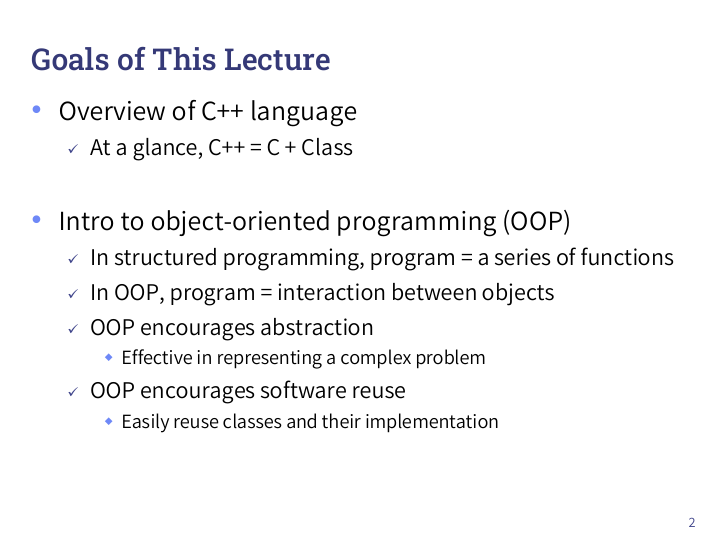 Goals of This Lecture
• Overview of C++ language
✓ At a glance, C++ = C + Class
• Intro to object-oriented programming (OOP)
✓ In structured programming, program = a series of functions
✓ In OOP, program = interaction between objects
✓ OOP encourages abstraction
◆ Effective in representing a complex problem
✓ OOP encourages software reuse
◆ Easily reuse classes and their implementation
2